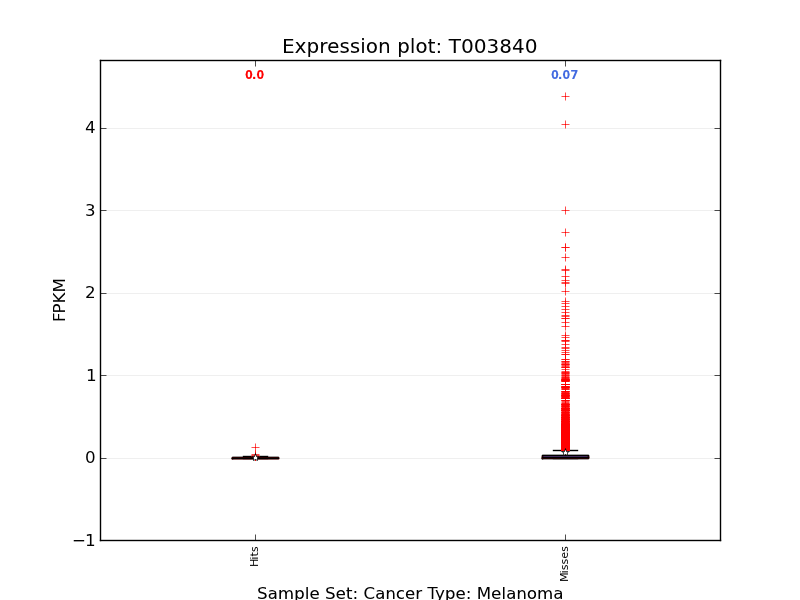 Expression plot: T003840
0.0
0.07
4
3
2
1
0
−1
FPKM
Hits
Misses
Sample Set: Cancer Type: Melanoma